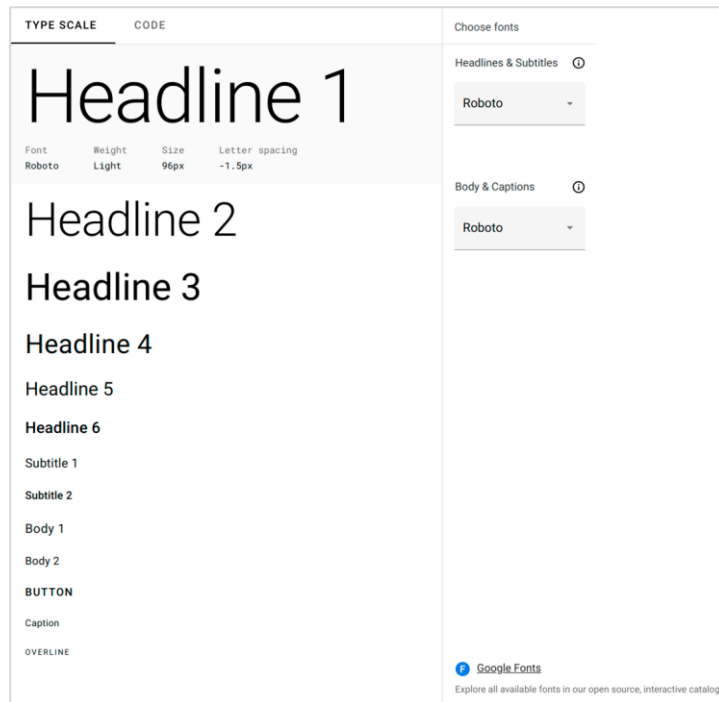 TYPE SCALE CODE
Headline 1
Font Weight Size Letter spacing
Roboto Light 96px -1.5px
Headline 2
Headline 3
Headline 4
Headline 5
Headline 6
Subtitle 1
Subtitle 2
Body 1
Body 2
BUTTON
Caption
OVERLINE
Choose fonts
Headlines & Subtitles
Roboto
Body & Captions
Roboto
F Google Fonts
Explore all available fonts in our open source, interactive catalog